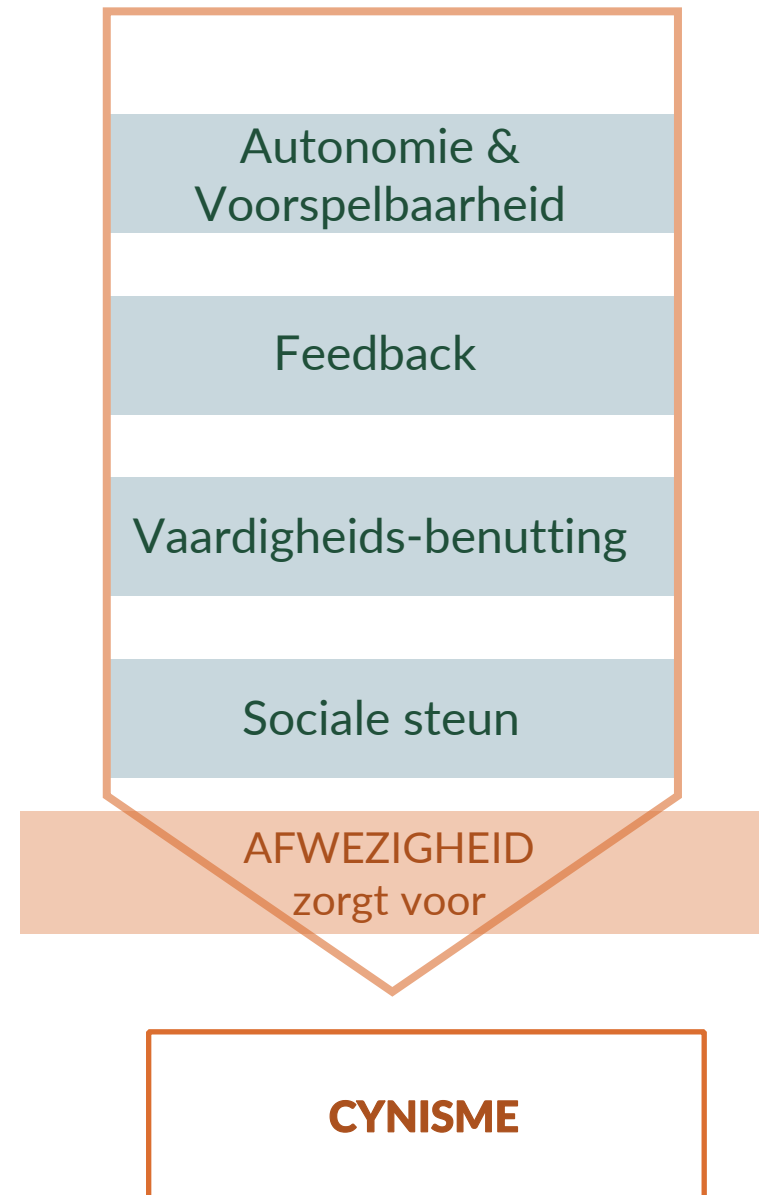 Autonomie &
Voorspelbaarheid
Feedback
Vaardigheids-benutting
Sociale steun
AFWEZIGHEID
zorgt voor
CYNISME